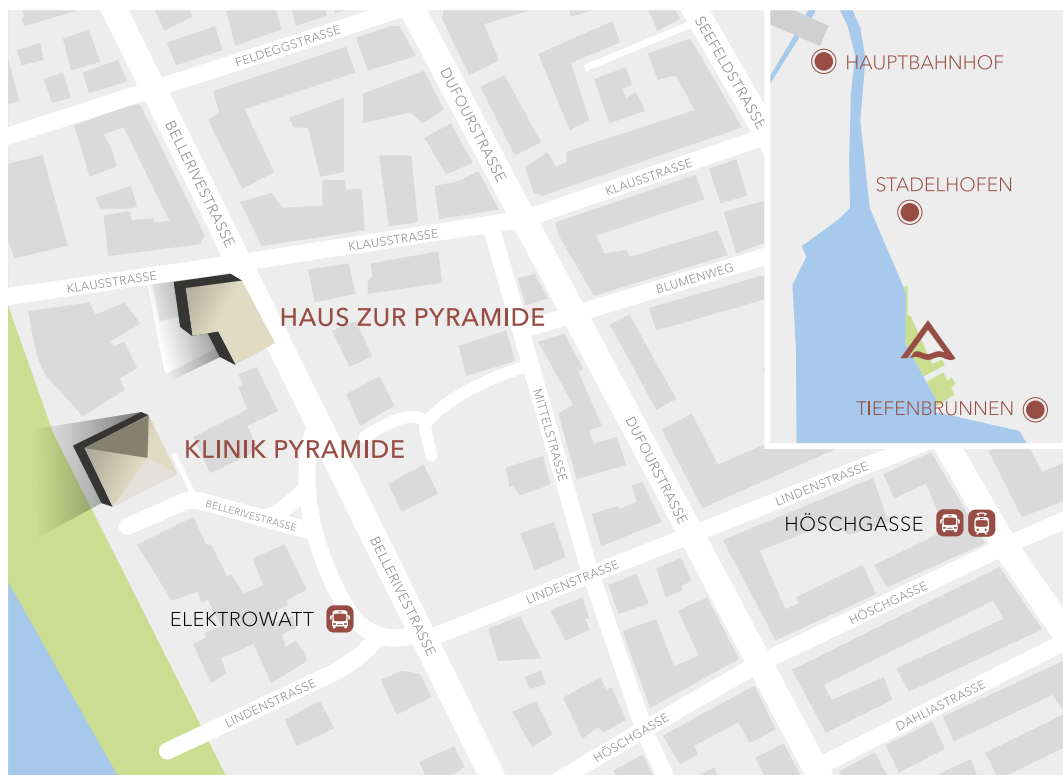 FELDEGGSTRASSE
SEEFELDSTRASSE
DUFOURSTRASSE
BELLERIVESTRASSE
HAUPTBAHNHOF
STADELHOFEN
TIEFENBRUNNEN
KLAUSSTRASSE
KLAUSSTRASSE
KLAUSSTRASSE
BLUMENWEG
HAUS ZUR PYRAMIDE
KLINIK PYRAMIDE
MITTELSTRASSE
DUFOURSTRASSE
LINDENSTRASSE
BELLERIVESTRASSE
HÖSCHGASSE
BELLERIVESTRASSE
LINDENSTRASSE
HÖSCHGASSE
ELEKTROWATT
LINDENSTRASSE
HÖSCHGASSE
DAHLIASTRASSE